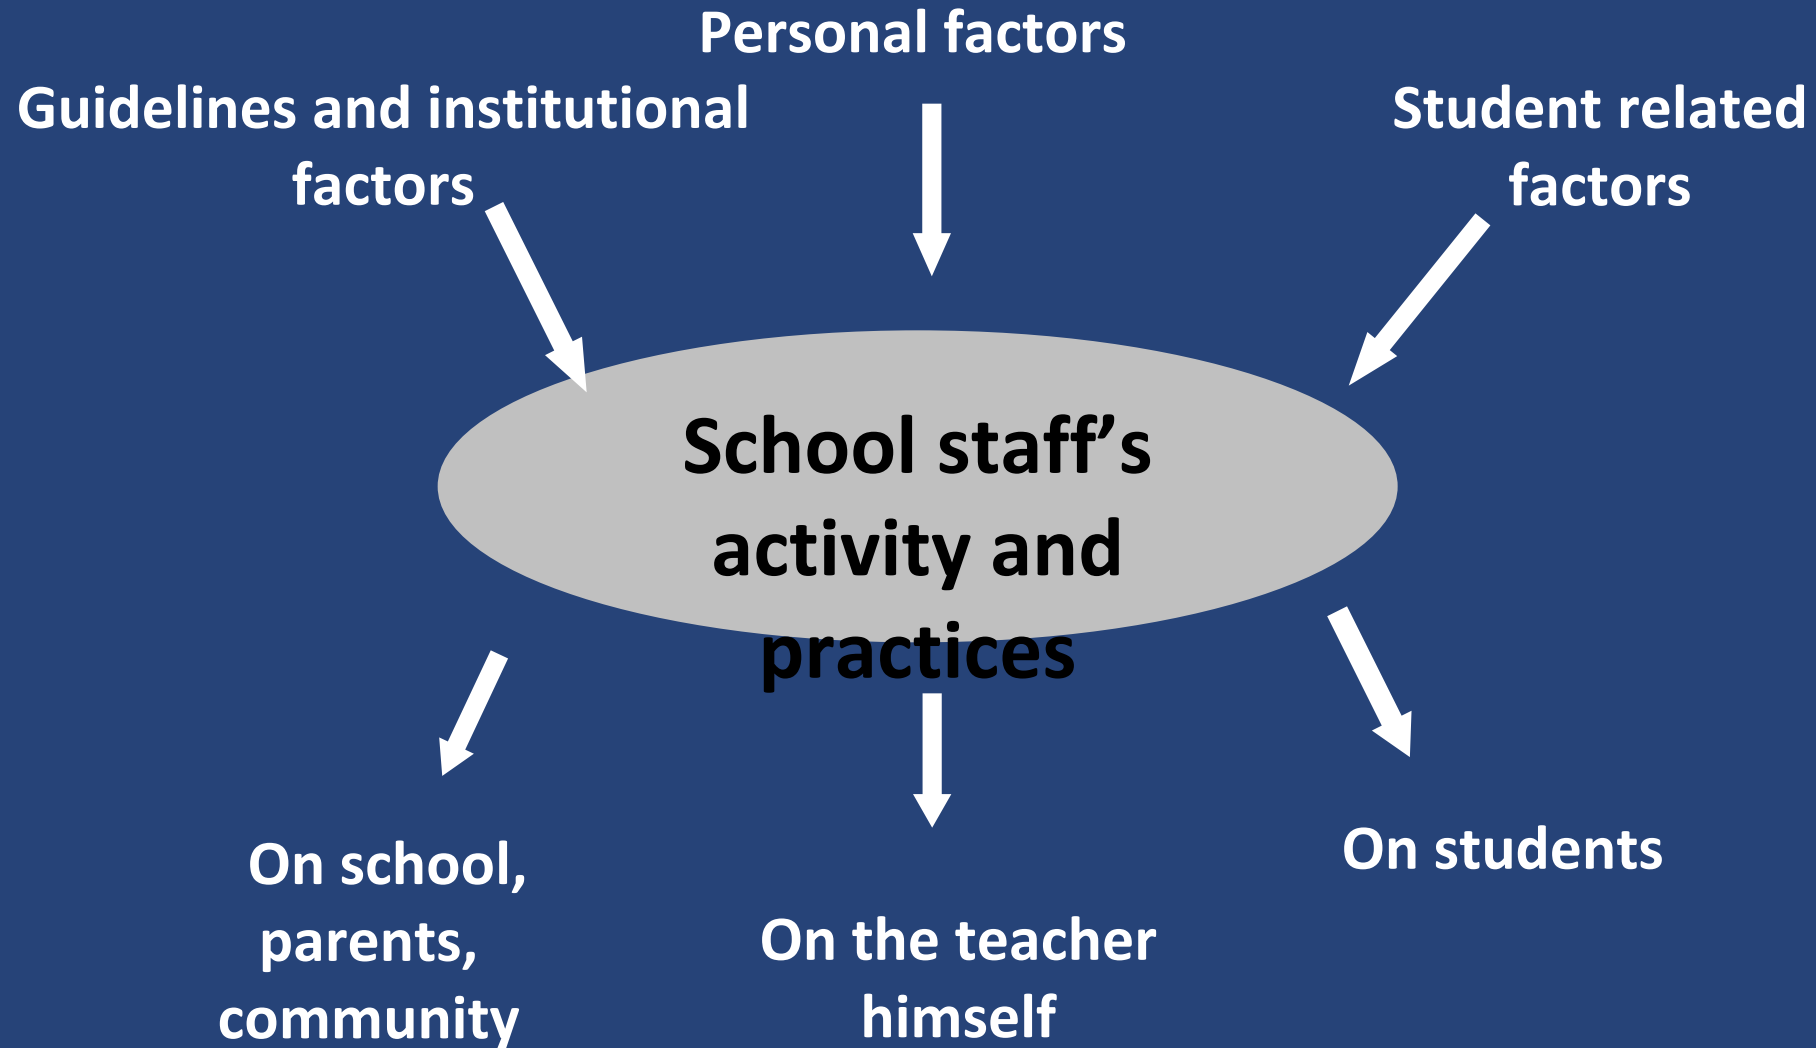 Personal factors
Guidelines and institutional
factors
Student related
factors
School staff’s
activity and
practices
On school,
parents,
community
On the teacher
himself
On students